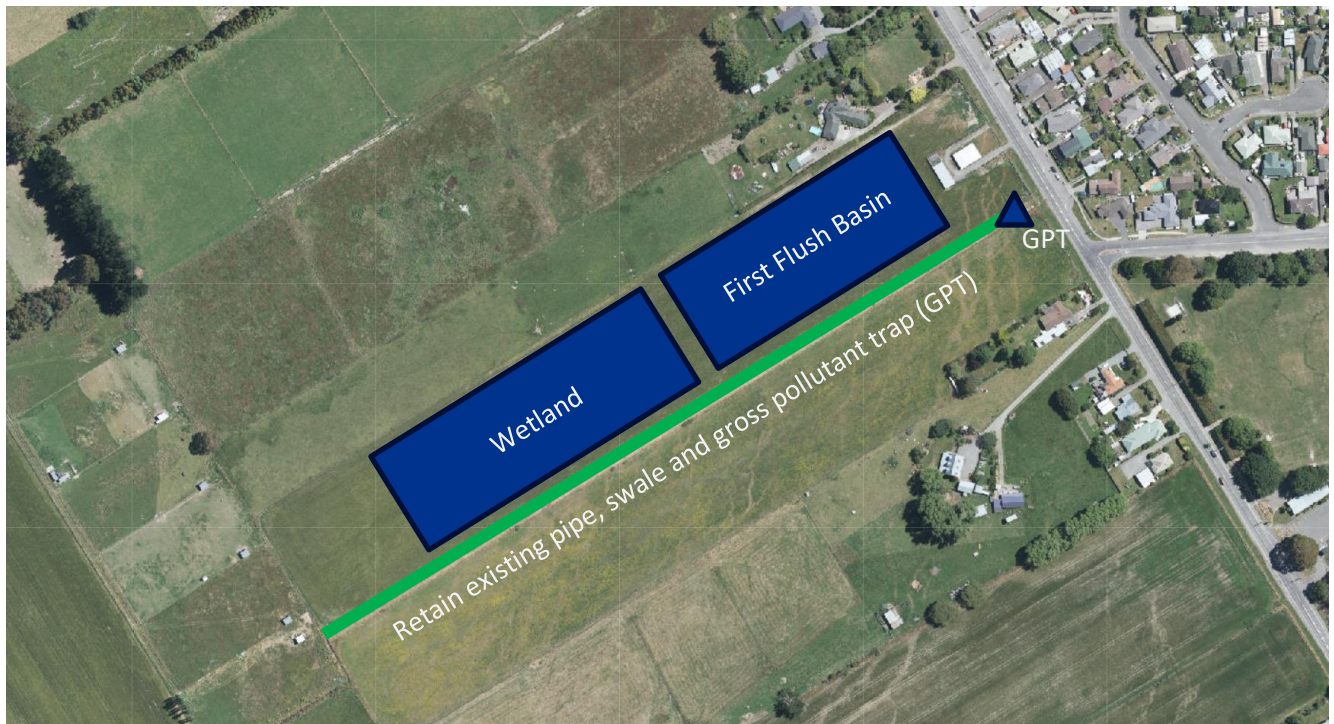 First Flush Basin
GPT
Wetland
Retain existing pipe, swale and gross pollutant trap (GPT)